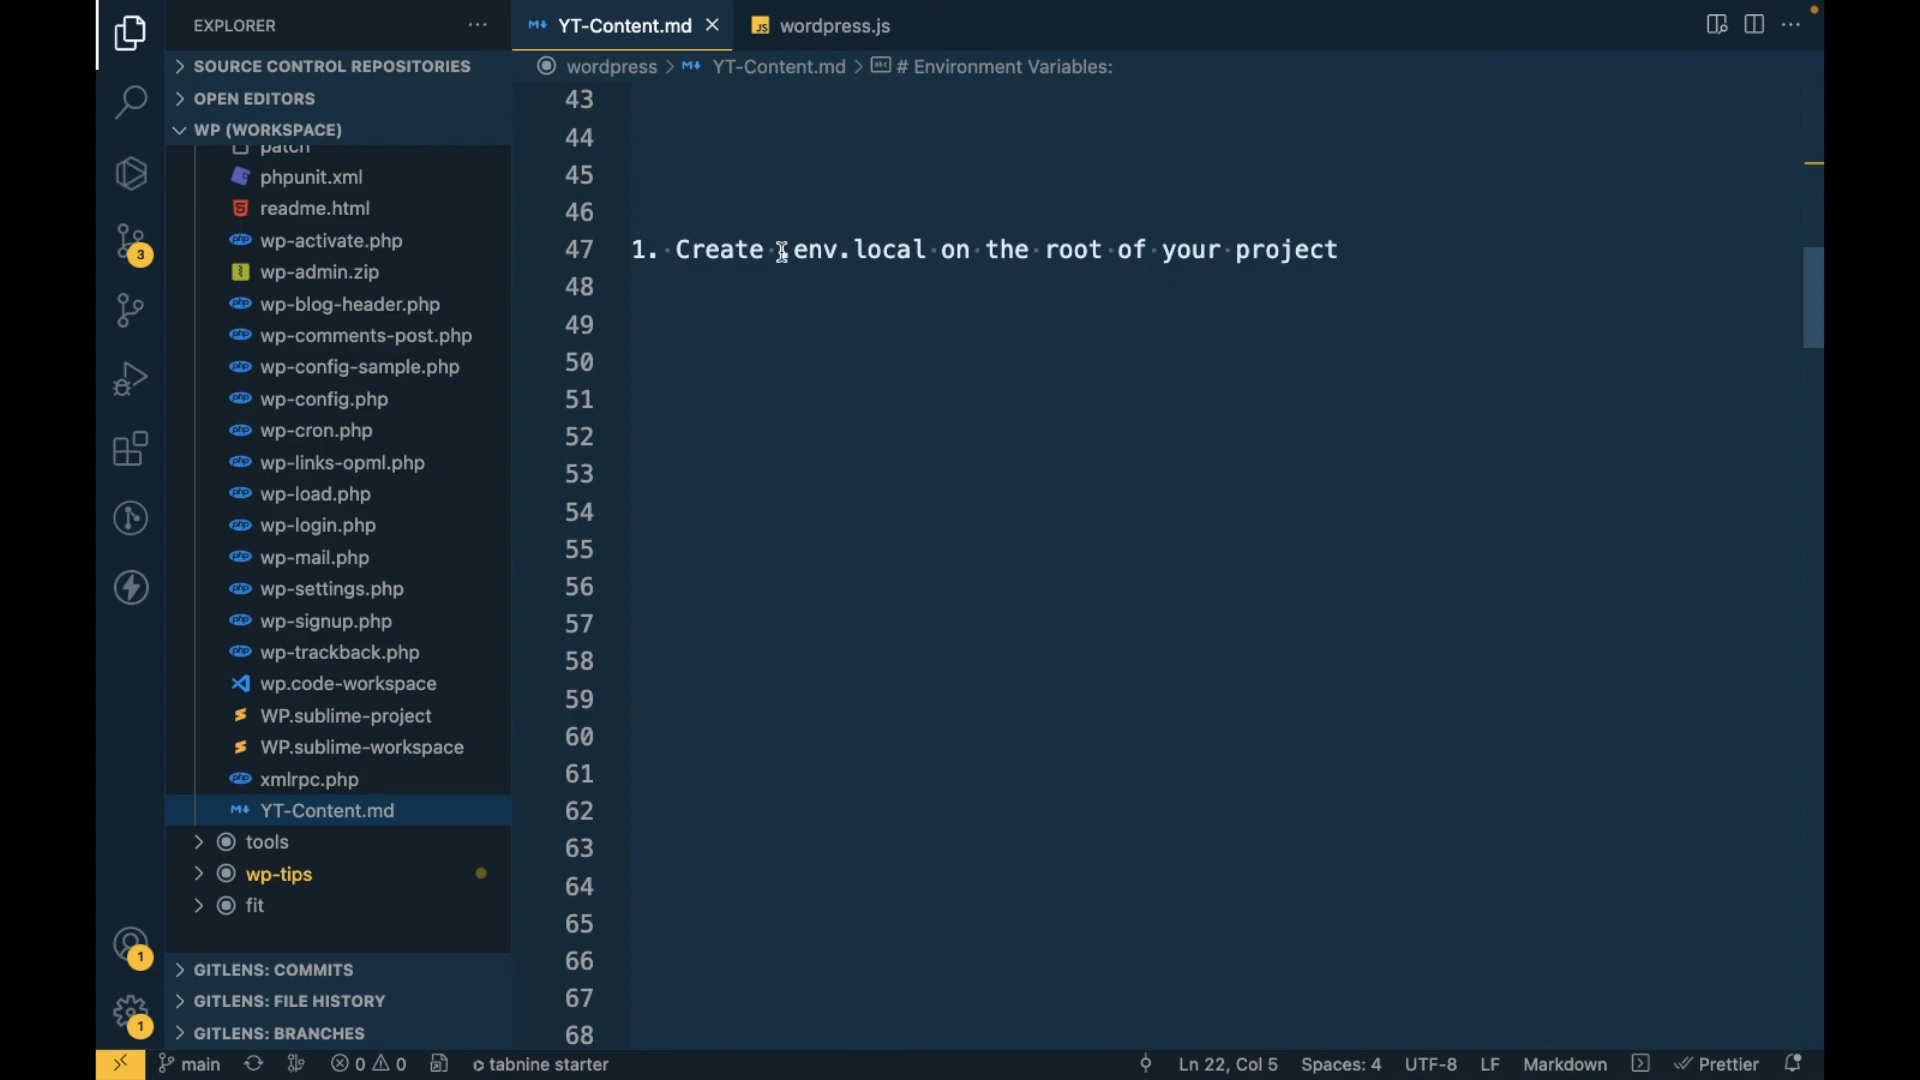 EXPLORER
YT-Content.md
wordpress.js
SOURCE CONTROL REPOSITORIES
wordpress > YT-Content.md > # Environment Variables:
OPEN EDITORS
WP (WORKSPACE)
patch
phpunit.xml
readme.html
wp-activate.php
wp-admin.zip
wp-blog-header.php
wp-comments-post.php
wp-config-sample.php
wp-config.php
wp-cron.php
wp-links-opml.php
wp-load.php
wp-login.php
wp-mail.php
wp-settings.php
wp-signup.php
wp-trackback.php
wp.code-workspace
WP.sublime-project
WP.sublime-workspace
xmlrpc.php
YT-Content.md
tools
wp-tips
fit
GITLENS: COMMITS
GITLENS: FILE HISTORY
GITLENS: BRANCHES
3
1
1
43
44
45
46
47 1. Create .env.local on the root of your project
48
49
50
51
52
53
54
55
56
57
58
59
60
61
62
63
64
65
66
67
68
main 0 0 tabnine starter Ln 22, Col 5 Spaces: 4 UTF-8 LF Markdown Prettier